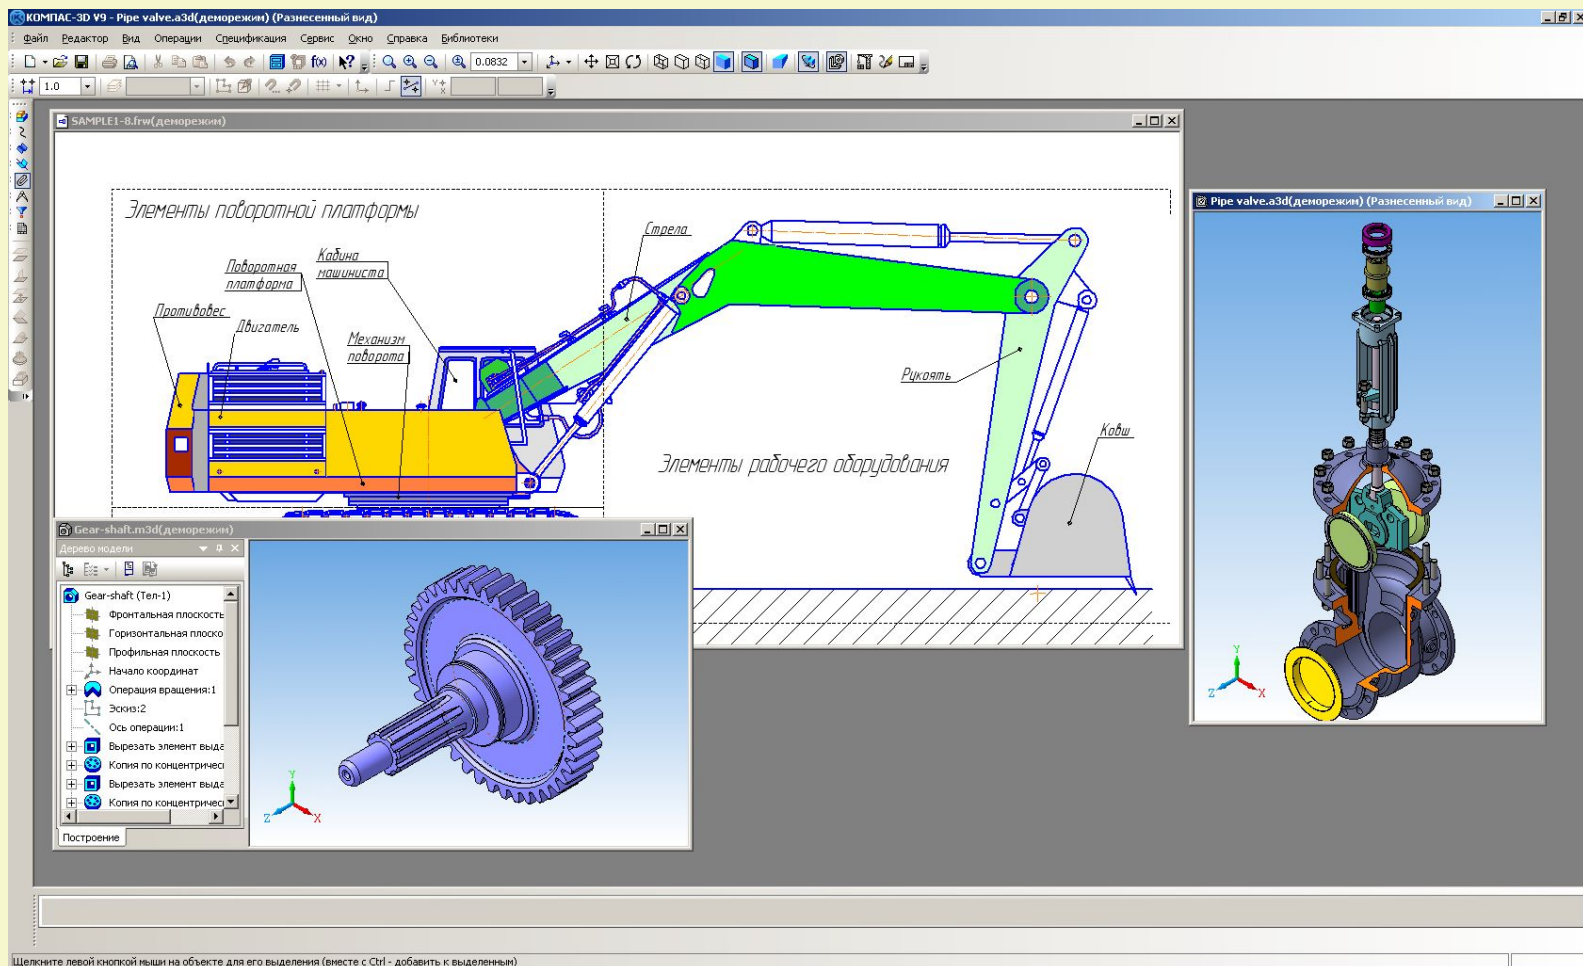 КОМПАС-3D V9 - Pipe valve.a3d(деморежим) (Разнесенный вид)
Файл Редактор Вид Операции Спецификация Сервис Окно Справка Библиотеки
0.0832
1.0
SAMPLE1-8.frw(деморежим)
Элементы поворотной платформы
Стрела
Кабина
машиниста
Поворотная
платформа
Противовес
Двигатель
Механизм
поворота
Рукоять
Ковш
Элементы рабочего оборудования
Pipe valve.a3d(деморежим) (Разнесенный вид)
Y
Z
X
Gear-shaft.m3d(деморежим)
Дерево модели
Gear-shaft (Тел-1)
Фронтальная плоскость
Горизонтальная плоско
Профильная плоскость
Начало координат
Операция вращения:1
Эскиз:2
Ось операции:1
Вырезать элемент выда
Копия по концентричес
Вырезать элемент выда
Копия по концентричес
Построение
Y
Z
X
Щелкните левой кнопкой мыши на объекте для его выделения (вместе с Ctrl - добавить к выделенным)